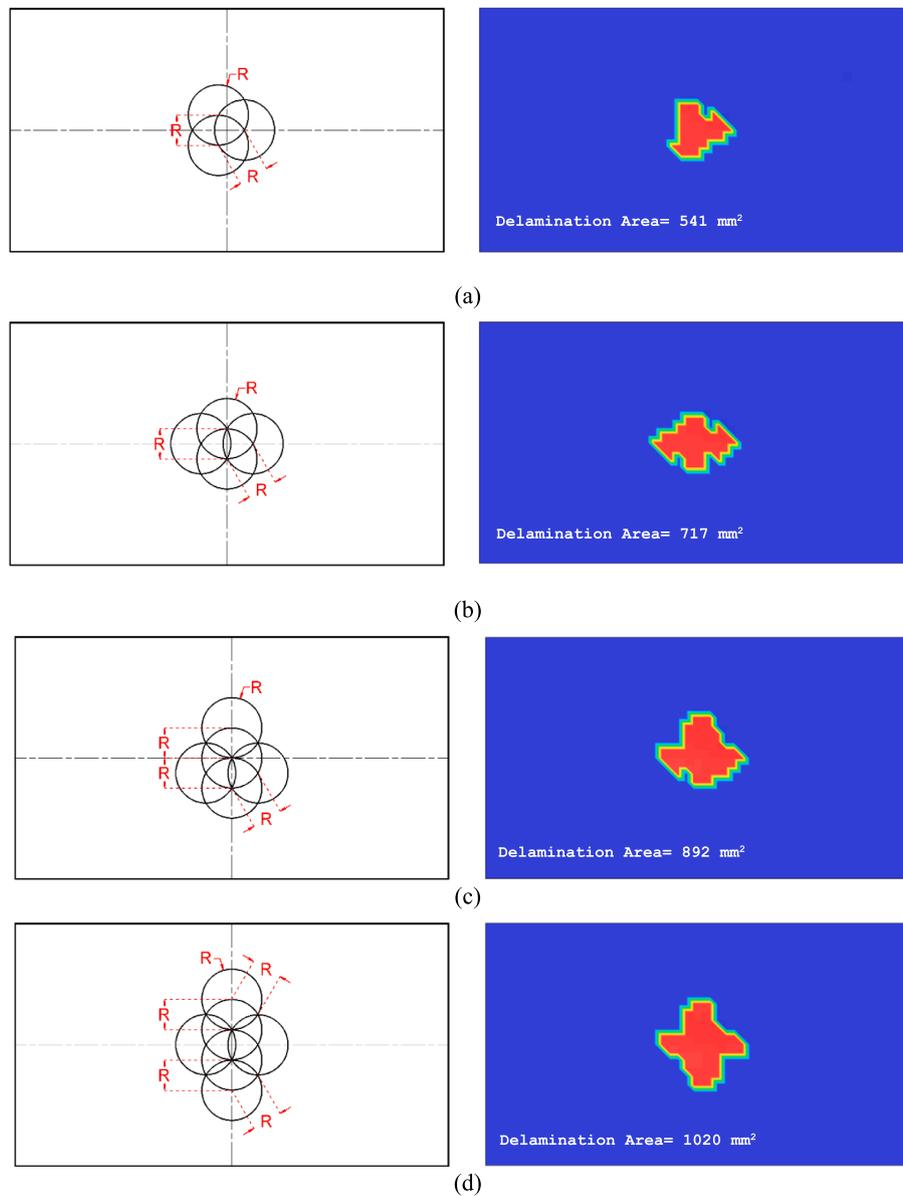 R
R
R
Delamination Area= 541 mm²
(a)
R
R
R
Delamination Area= 717 mm²
(b)
R
R
R
R
Delamination Area= 892 mm²
(c)
R
R
R
R
R
Delamination Area= 1020 mm²
(d)